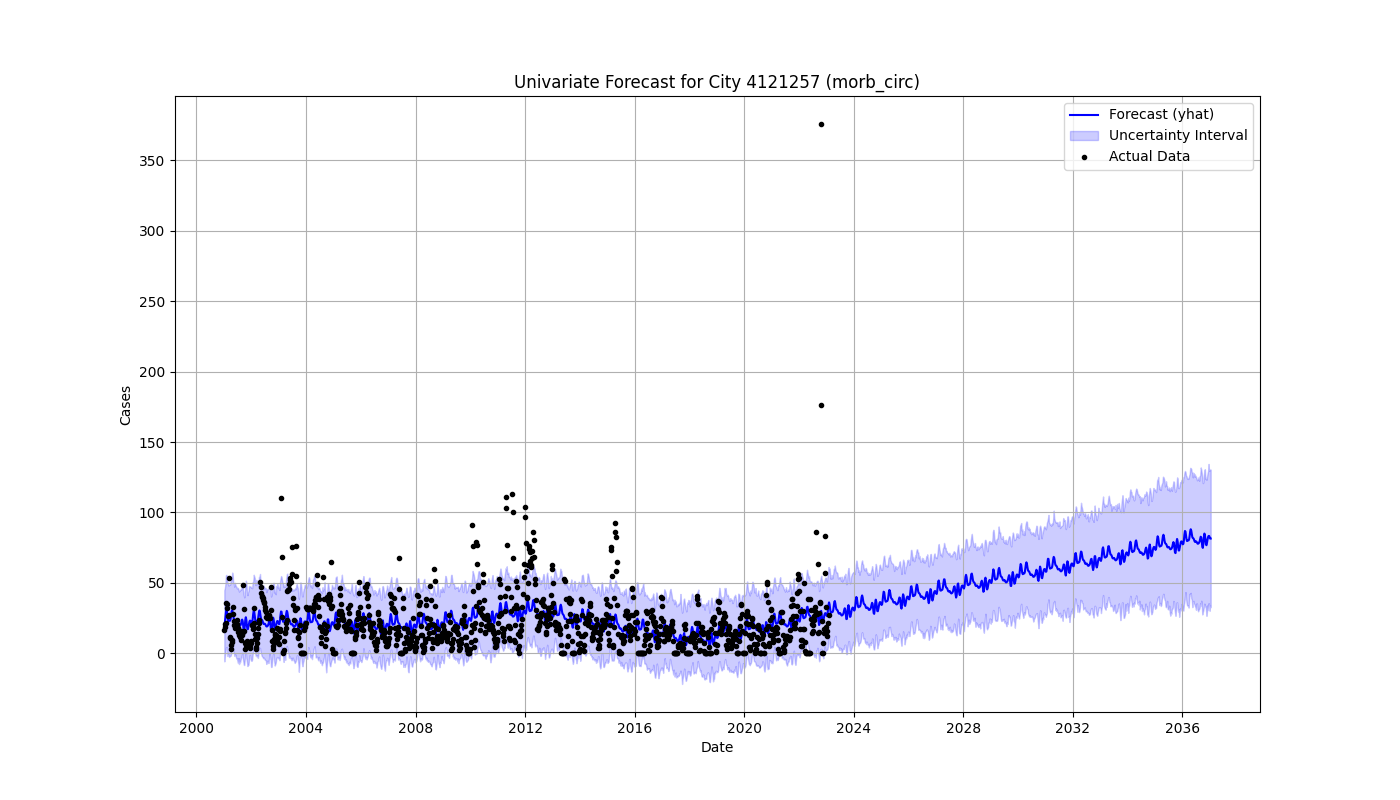 Univariate Forecast for City 4121257 (morb_circ)
Forecast (yhat)
Uncertainty Interval
Actual Data
350
300
250
200
150
100
50
0
Cases
2000 2004 2008 2012 2016 2020 2024 2028 2032 2036
Date